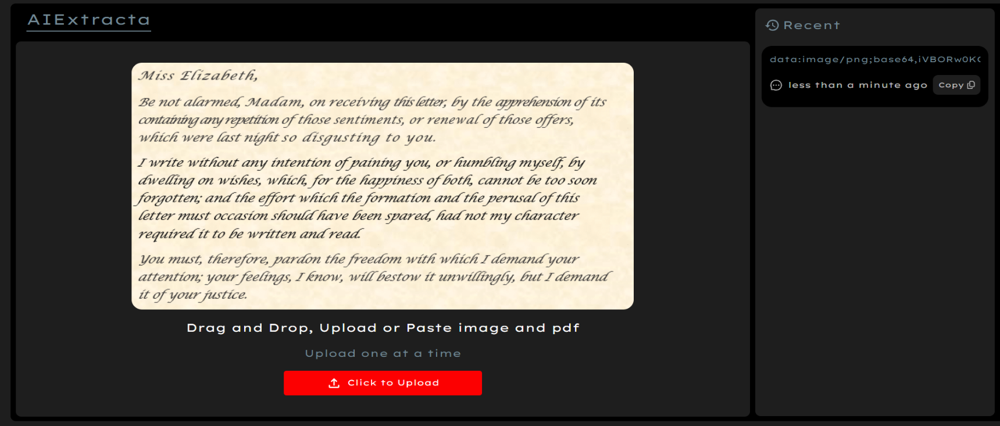 AIExtracta
Miss Elizabeth,
Be not alarmed, Madam, on receiving this letter, by the apprehension of its
containing any repetition of those sentiments, or renewal of those offers,
which were last night so disgusting to you.
I write without any intention of paining you, or humbling myself, by
dwelling on wishes, which, for the happiness of both, cannot be too soon
forgotten; and the effort which the formation and the perusal of this
letter must occasion should have been spared, had not my character
required it to be written and read.
You must, therefore, pardon the freedom with which I demand your
attention; your feelings, I know, will bestow it unwillingly, but I demand
it of your justice.
Drag and Drop, Upload or Paste image and pdf
Upload one at a time
Click to Upload
Recent
data:image/png;base64,iVBORw0K
less than a minute ago Copy